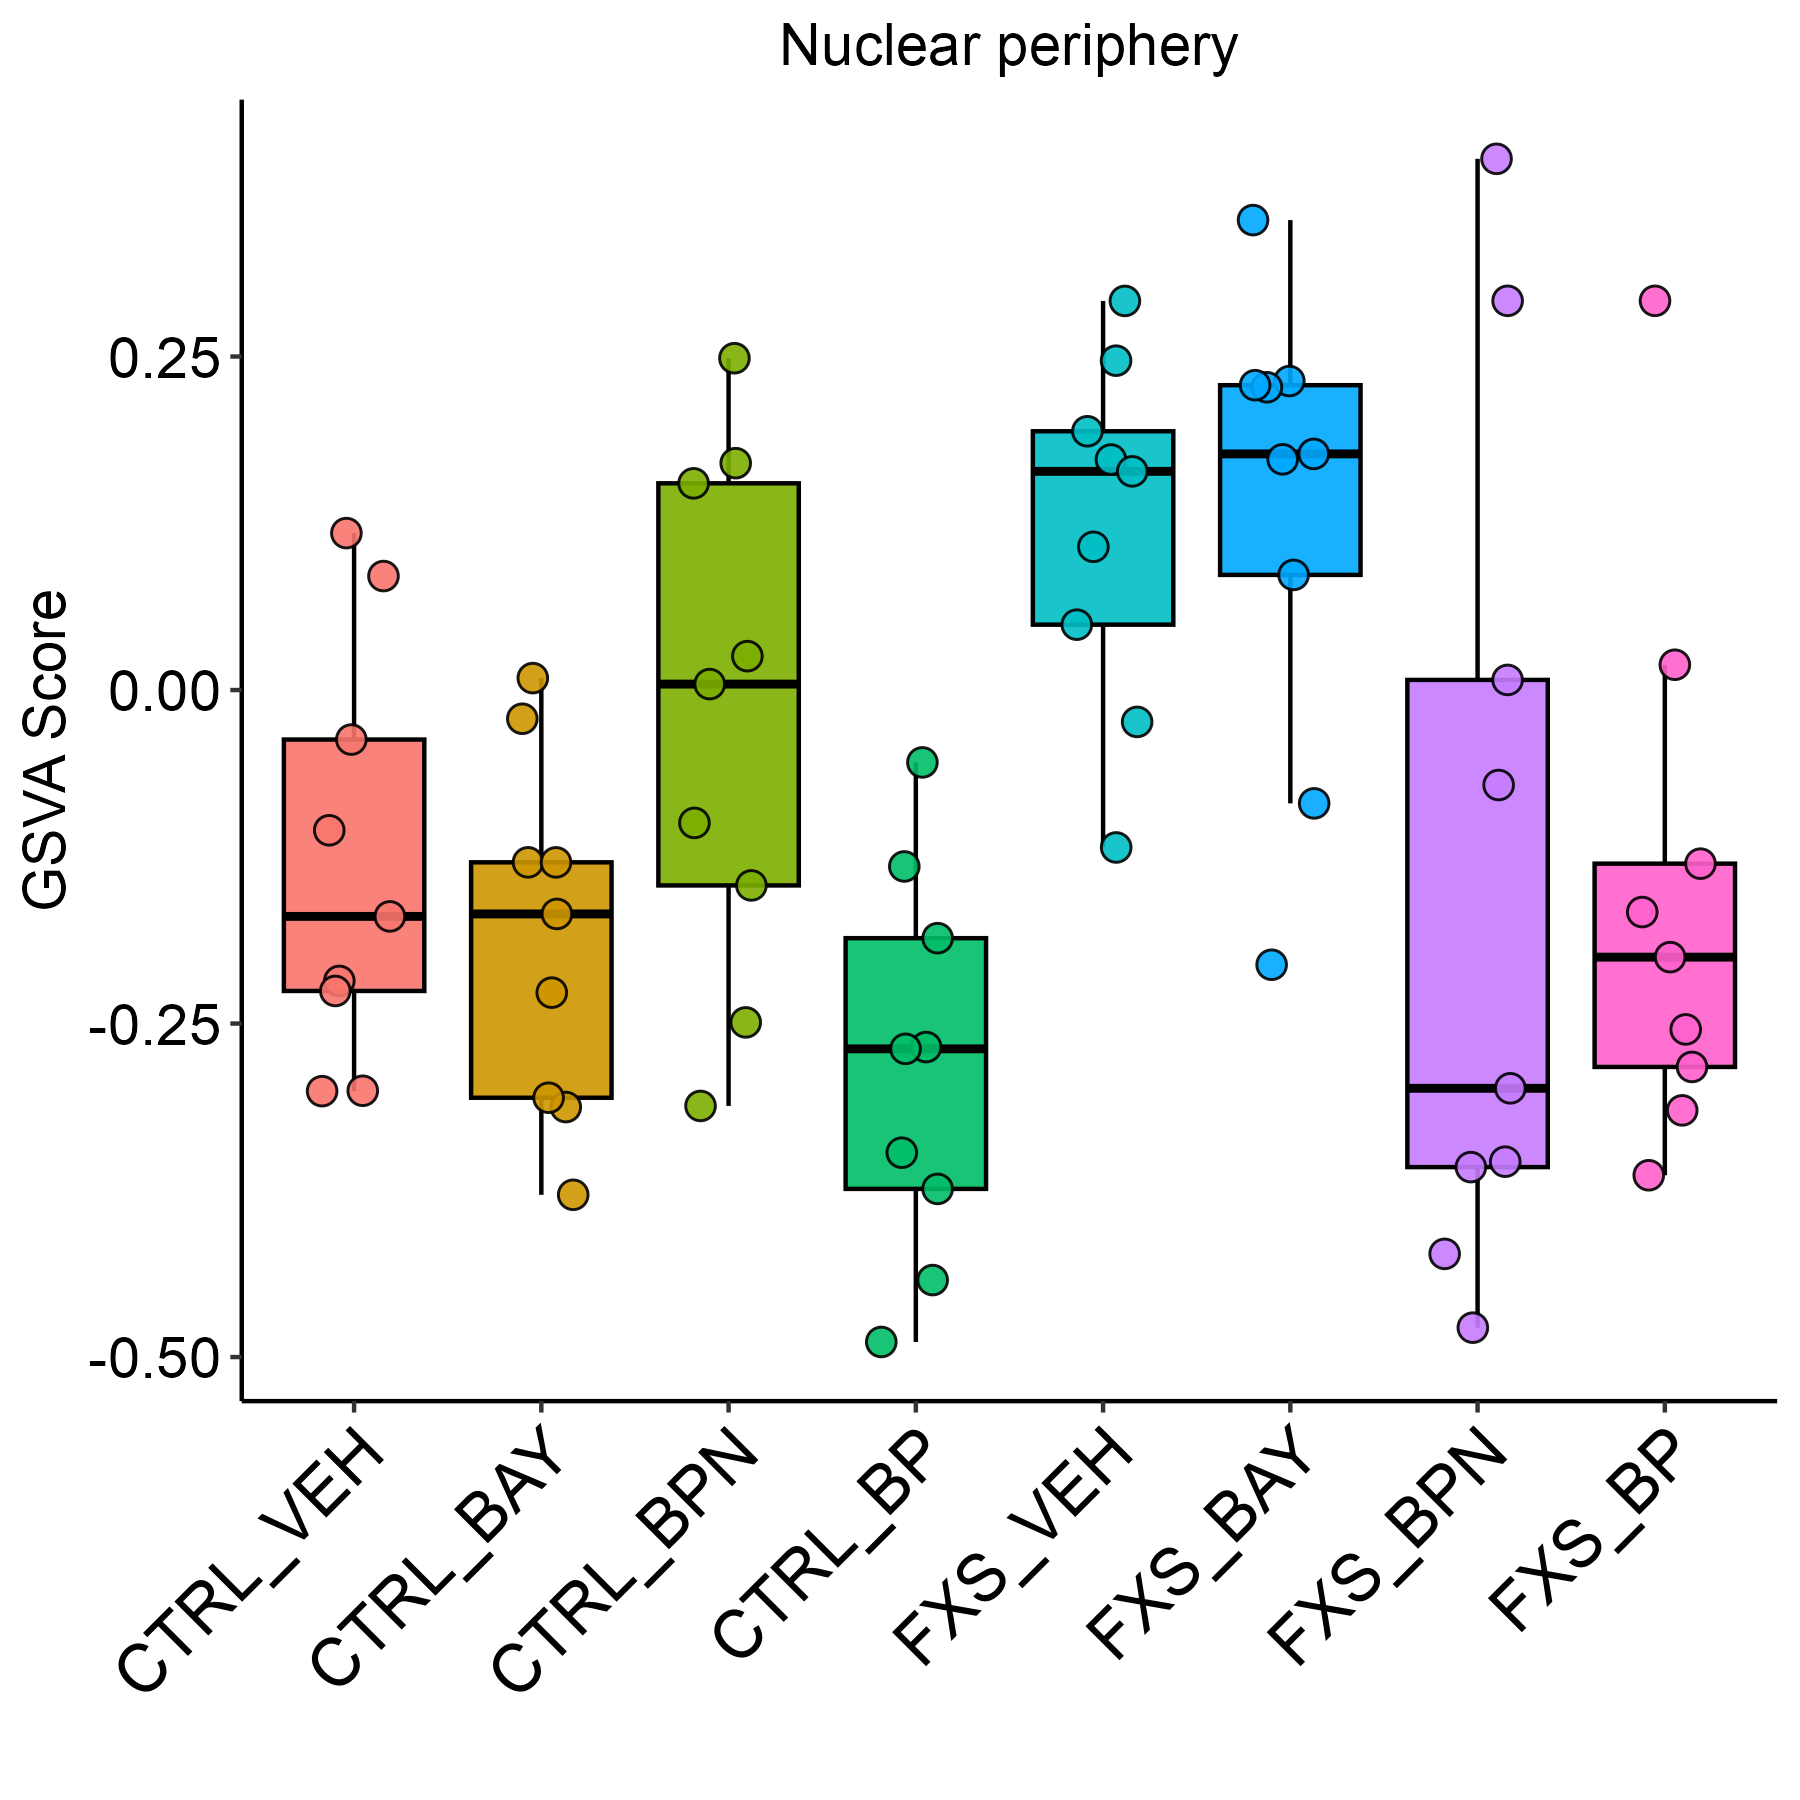 Nuclear periphery
GSVA Score
0.25
0.00
-0.25
-0.50
CTRL_VEH
CTRL_BAY
CTRL_BPN
CTRL_BP
FXS_VEH
FXS_BAY
FXS_BPN
FXS_BP